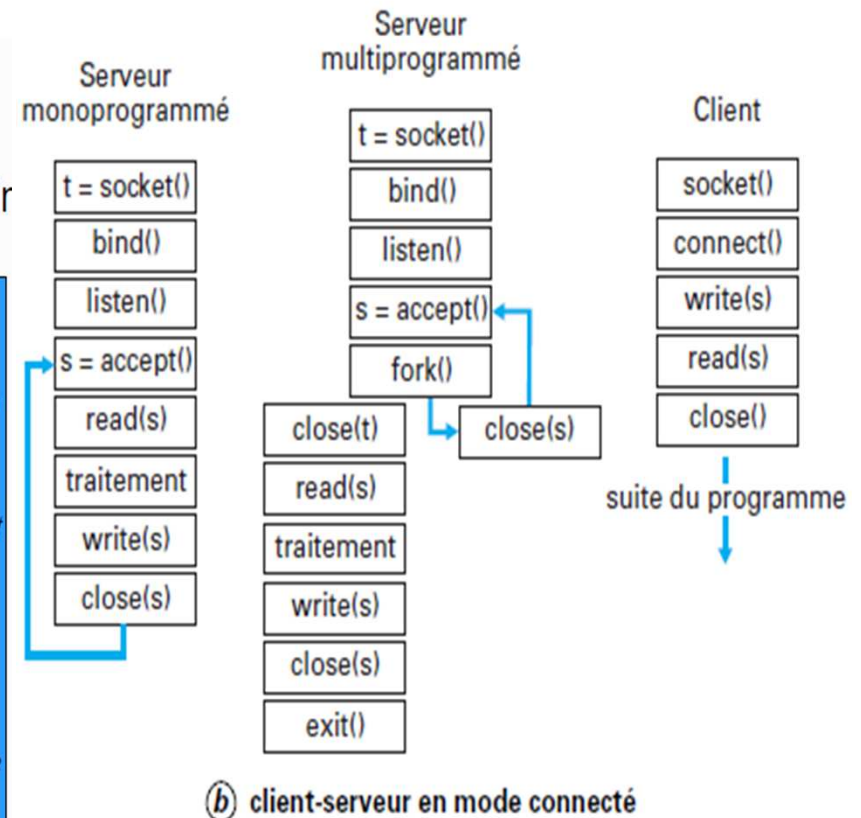 Serveur
monoprogrammé
t = socket()
bind()
listen()
s = accept()
read(s)
traitement
write(s)
close(s)
Serveur
multiprogrammé
t = socket()
bind()
listen()
s = accept()
fork()
close(s)
close(t)
read(s)
traitement
write(s)
close(s)
exit()
Client
socket()
connect()
write(s)
read(s)
close()
suite du programme
r
b client-serveur en mode connecté